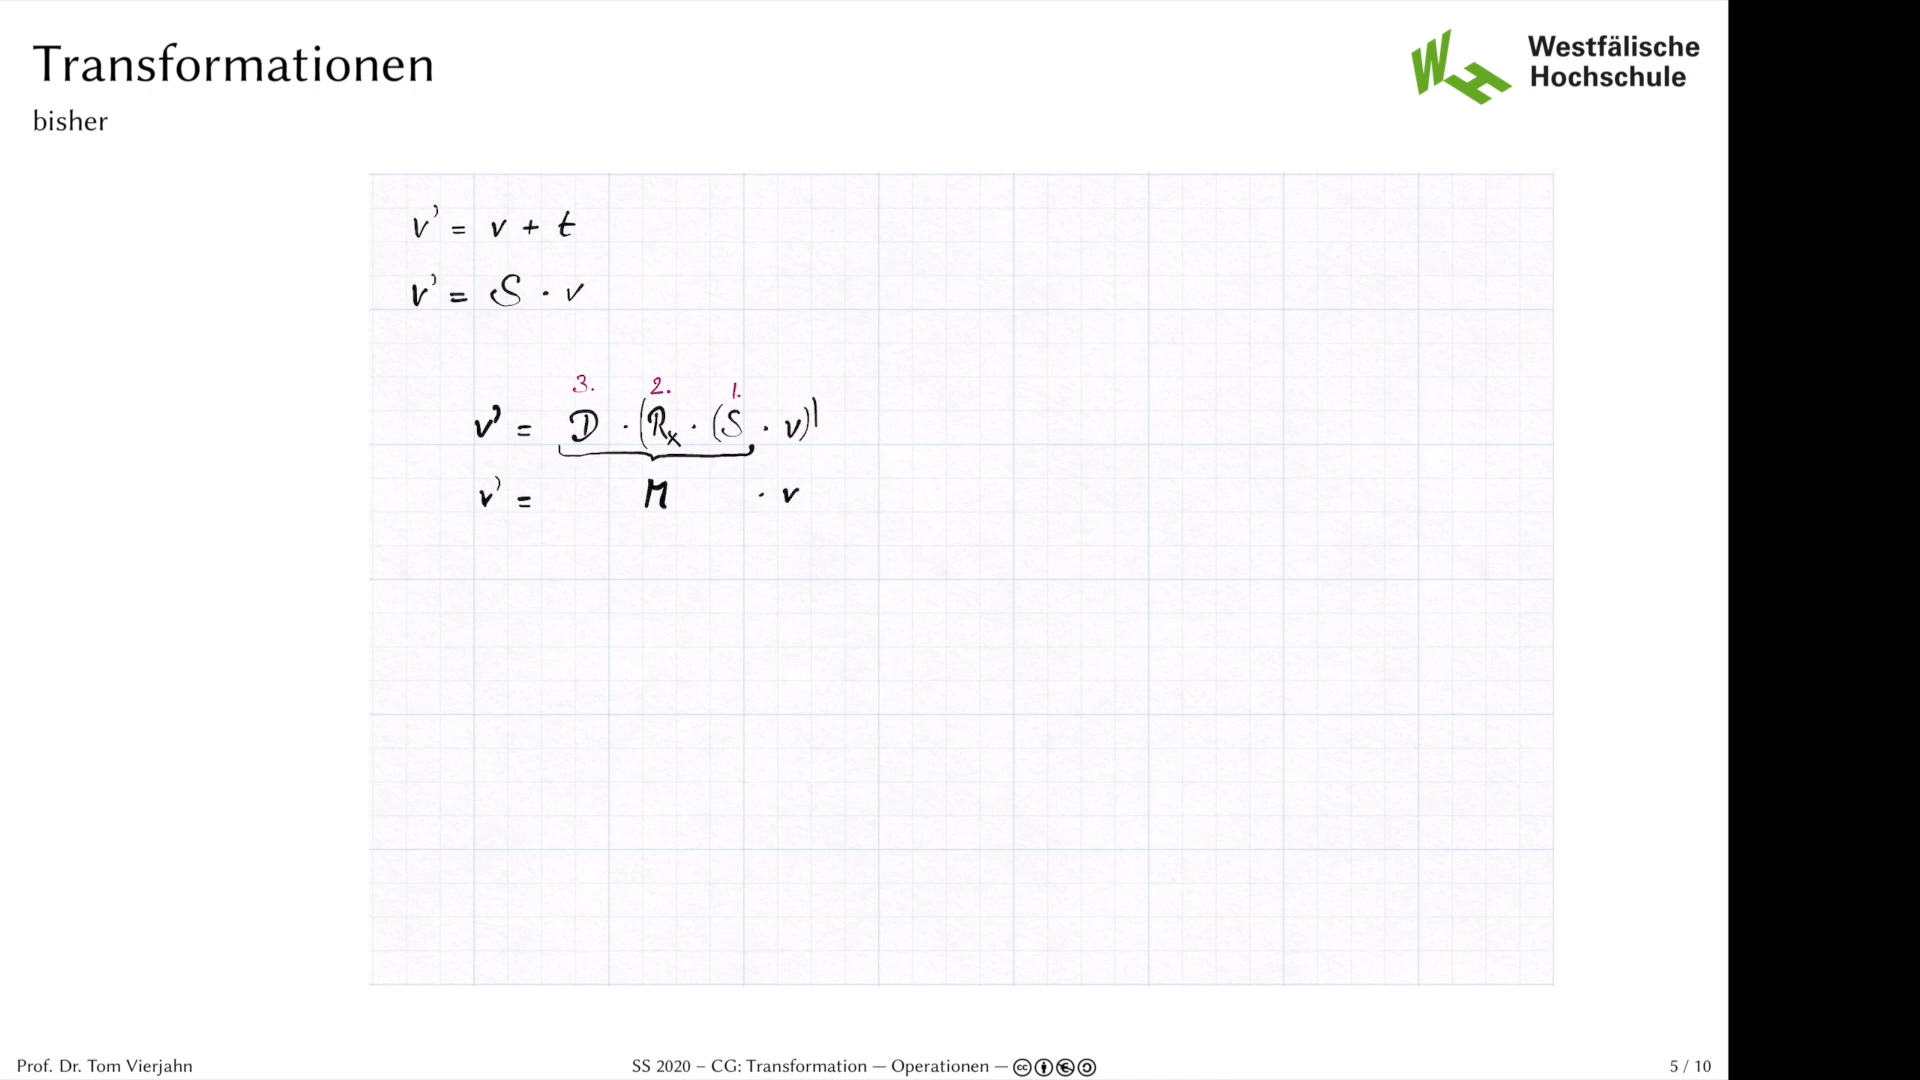 Transformationen
bisher
Westfälische
Hochschule
v' = v + t
v' = S · v
3. 2. 1.
v' = D · (Rx · (S · v))
v' = M · v
Prof. Dr. Tom Vierjahn
SS 2020 – CG: Transformation — Operationen —
5 / 10